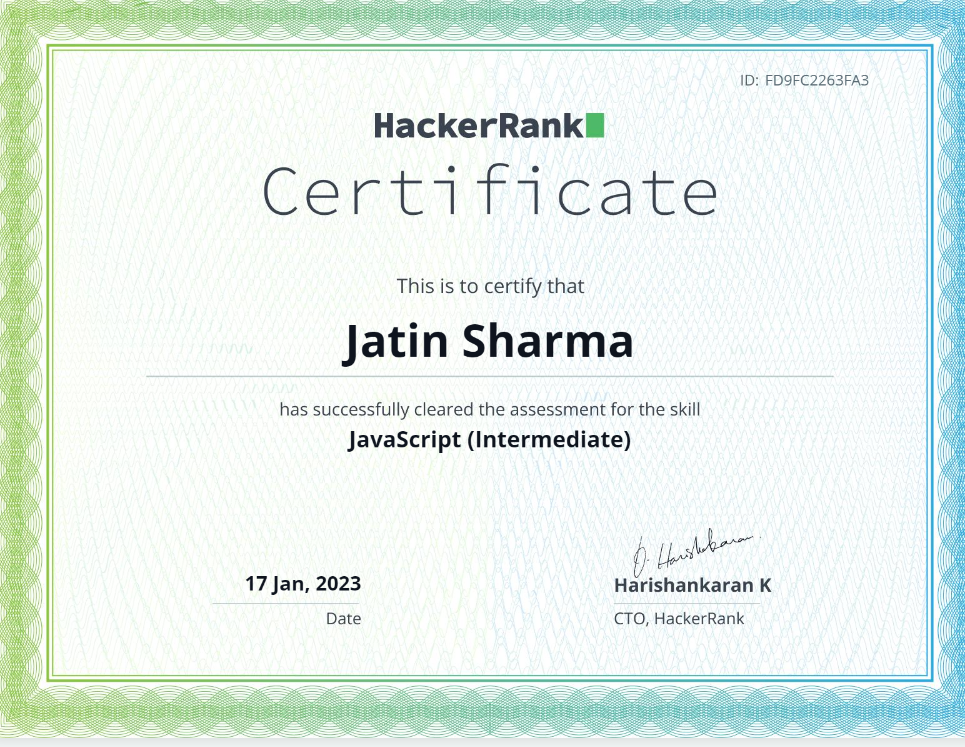 ID: FD9FC2263FA3
HackerRank
Certificate
This is to certify that
Jatin Sharma
has successfully cleared the assessment for the skill
JavaScript (Intermediate)
17 Jan, 2023
Date
Harishankaran K
CTO, HackerRank